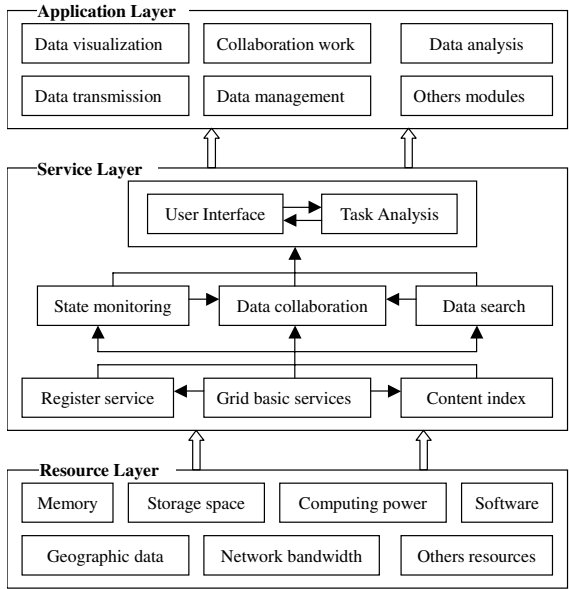 Application Layer
Data visualization
Collaboration work
Data analysis
Data transmission
Data management
Others modules
Service Layer
User Interface
Task Analysis
State monitoring
Data collaboration
Data search
Register service
Grid basic services
Content index
Resource Layer
Memory
Storage space
Computing power
Software
Geographic data
Network bandwidth
Others resources